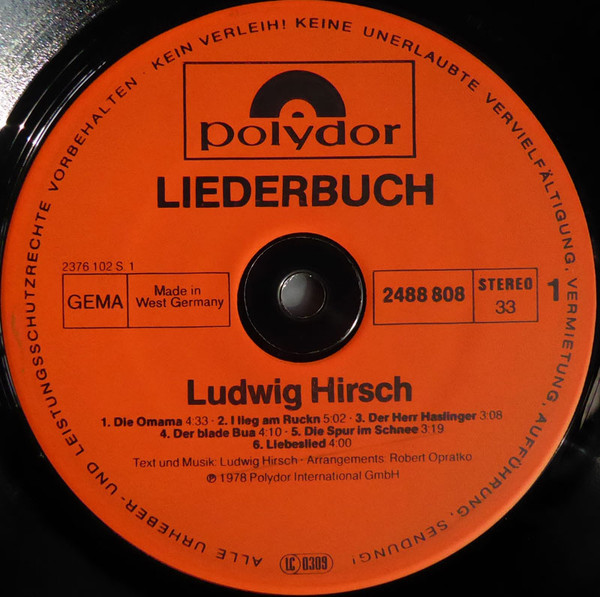 ALLE URHEBER- UND LEISTUNGSSCHUTZRECHTE VORBEHALTEN · KEIN VERLEIH! KEINE UNERLAUBTE VERVIELFÄLTIGUNG, VERMIETUNG, AUFFÜHRUNG, SENDUNG!
polydor
LIEDERBUCH
2376 102 S 1
GEMA
Made in
West Germany
2488 808
STEREO
33
1
Ludwig Hirsch
1. Die Omama 4:33 · 2. I lieg am Ruckn 5:02 · 3. Der Herr Haslinger 3:08
4. Der blade Bua 4:10 · 5. Die Spur im Schnee 3:19
6. Liebeslied 4:00
Text und Musik: Ludwig Hirsch · Arrangements: Robert Opratko
℗ 1978 Polydor International GmbH
LC 0309